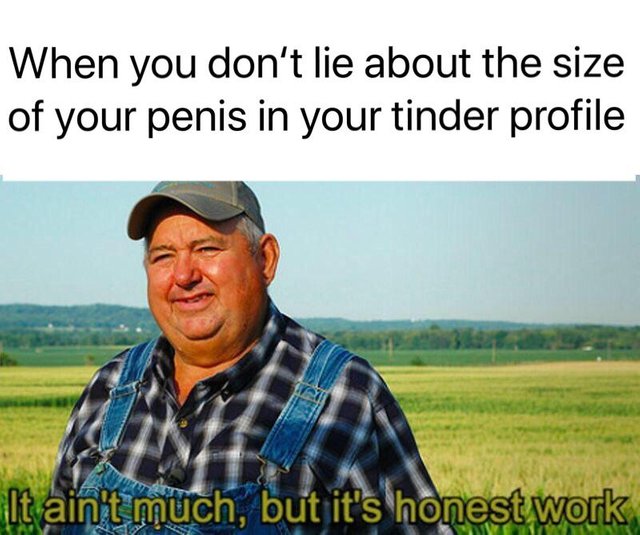 When you don't lie about the size
of your penis in your tinder profile
It ain't much, but it's honest work